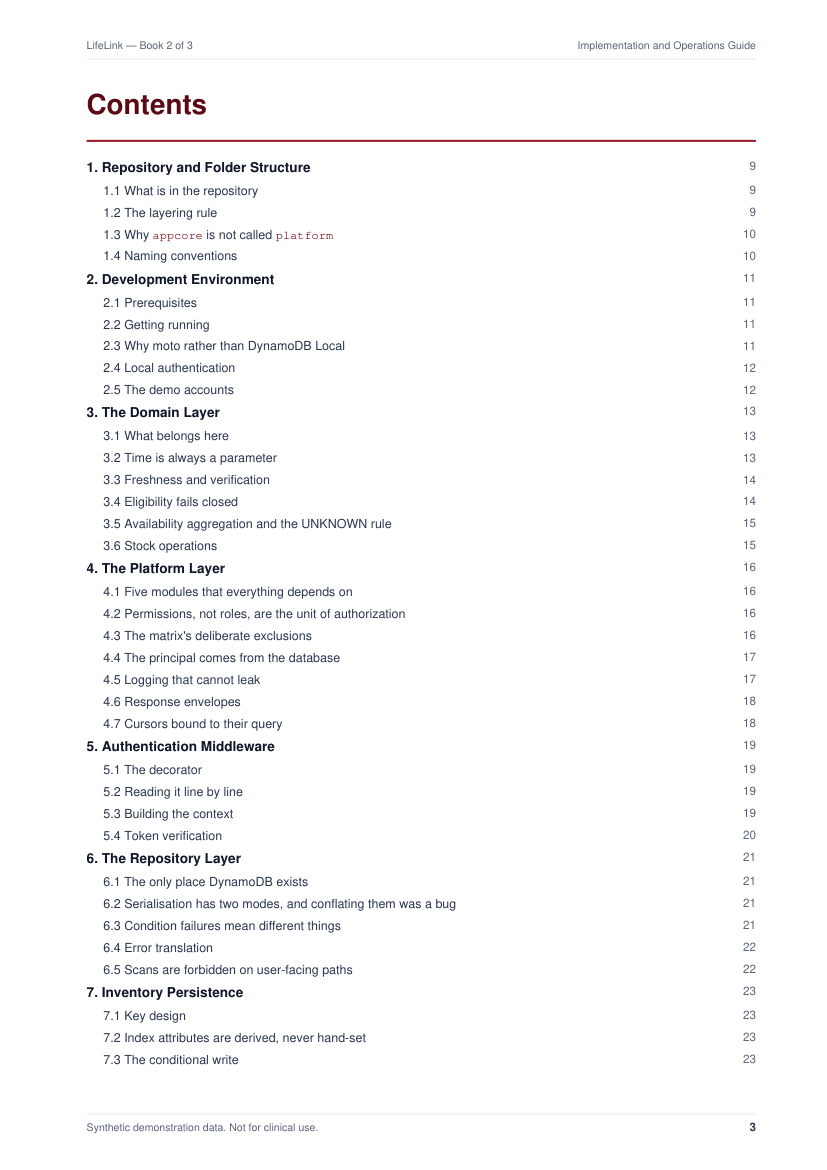 LifeLink — Book 2 of 3 Implementation and Operations Guide
Contents
1. Repository and Folder Structure 9
1.1 What is in the repository 9
1.2 The layering rule 9
1.3 Why appcore is not called platform 10
1.4 Naming conventions 10
2. Development Environment 11
2.1 Prerequisites 11
2.2 Getting running 11
2.3 Why moto rather than DynamoDB Local 11
2.4 Local authentication 12
2.5 The demo accounts 12
3. The Domain Layer 13
3.1 What belongs here 13
3.2 Time is always a parameter 13
3.3 Freshness and verification 14
3.4 Eligibility fails closed 14
3.5 Availability aggregation and the UNKNOWN rule 15
3.6 Stock operations 15
4. The Platform Layer 16
4.1 Five modules that everything depends on 16
4.2 Permissions, not roles, are the unit of authorization 16
4.3 The matrix's deliberate exclusions 16
4.4 The principal comes from the database 17
4.5 Logging that cannot leak 17
4.6 Response envelopes 18
4.7 Cursors bound to their query 18
5. Authentication Middleware 19
5.1 The decorator 19
5.2 Reading it line by line 19
5.3 Building the context 19
5.4 Token verification 20
6. The Repository Layer 21
6.1 The only place DynamoDB exists 21
6.2 Serialisation has two modes, and conflating them was a bug 21
6.3 Condition failures mean different things 21
6.4 Error translation 22
6.5 Scans are forbidden on user-facing paths 22
7. Inventory Persistence 23
7.1 Key design 23
7.2 Index attributes are derived, never hand-set 23
7.3 The conditional write 23
Synthetic demonstration data. Not for clinical use. 3